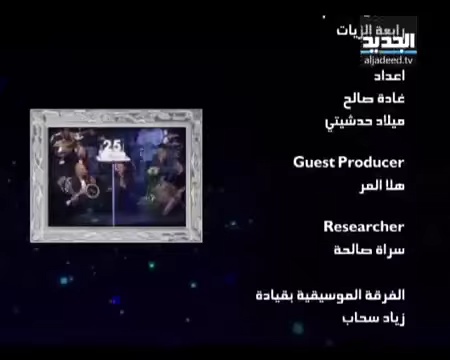 رابعة الزيات
الجديد
aljadeed.tv
اعداد
غادة صالح
ميلاد حدشيتي
25
Guest Producer
هلا المر
Researcher
سراة صالحة
الفرقة الموسيقية بقيادة
زياد سحاب